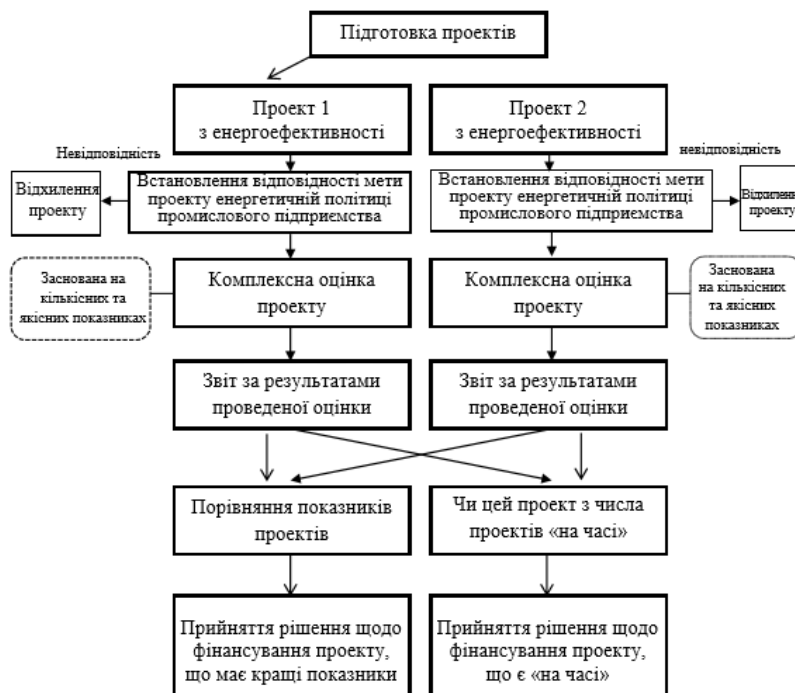 Підготовка проектів
Проект 1
з енергоефективності
Проект 2
з енергоефективності
Невідповідність
невідповідність
Відхилення
проекту
Встановлення відповідності мети
проекту енергетичній політиці
промислового підприємства
Встановлення відповідності мети
проекту енергетичній політиці
промислового підприємства
Відхилення
проекту
Заснована на
кількісних та
якісних показниках
Комплексна оцінка
проекту
Комплексна оцінка
проекту
Заснована
на кількісних
та якісних
показниках
Звіт за результатами
проведеної оцінки
Звіт за результатами
проведеної оцінки
Порівняння показників
проектів
Чи цей проект з числа
проектів «на часі»
Прийняття рішення щодо
фінансування проекту,
що має кращі показники
Прийняття рішення щодо
фінансування проекту,
що є «на часі»